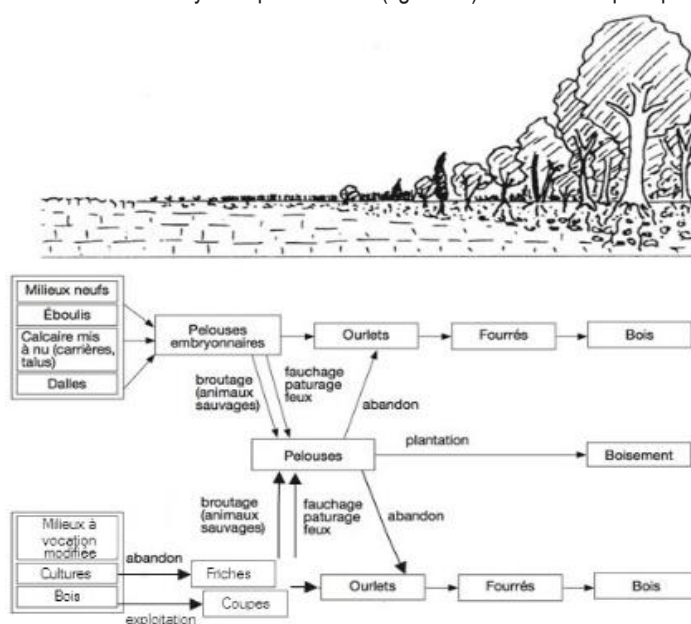 Milieux neufs
Éboulis
Calcaire mis
à nu (carrières,
talus)
Dalles
Pelouses
embryonnaires
Ourlets
Fourrés
Bois
broutage
(animaux
sauvages)
fauchage
paturage
feux
abandon
Pelouses
plantation
Boisement
broutage
(animaux
sauvages)
fauchage
paturage
feux
abandon
Milieux à
vocation
modifiée
Cultures
Bois
abandon
exploitation
Friches
Coupes
Ourlets
Fourrés
Bois